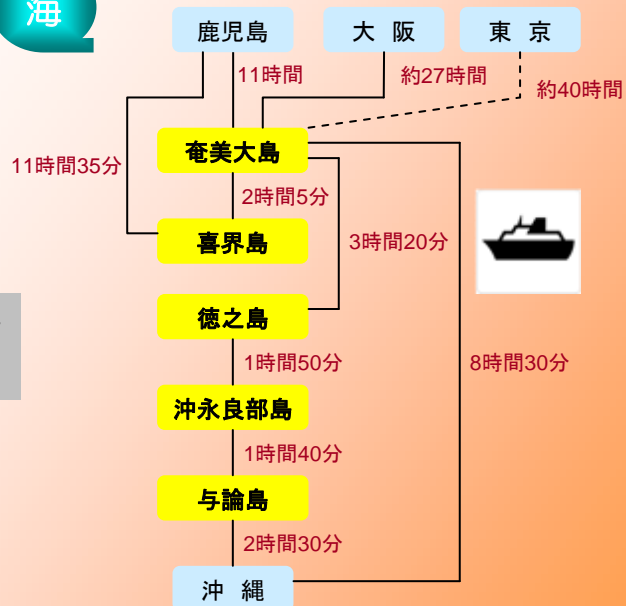 海
鹿児島
大 阪
東 京
11時間
約27時間
約40時間
奄美大島
11時間35分
2時間5分
喜界島
3時間20分
徳之島
1時間50分
8時間30分
沖永良部島
1時間40分
与論島
2時間30分
沖 縄